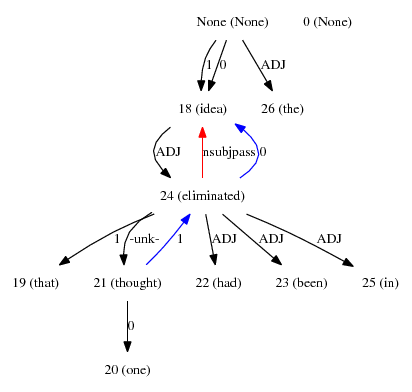 None (None) 0 (None)
1 0 ADJ
18 (idea) 26 (the)
ADJ nsubjpass 0
24 (eliminated)
1 -unk- 1 ADJ ADJ ADJ
19 (that) 21 (thought) 22 (had) 23 (been) 25 (in)
0
20 (one)